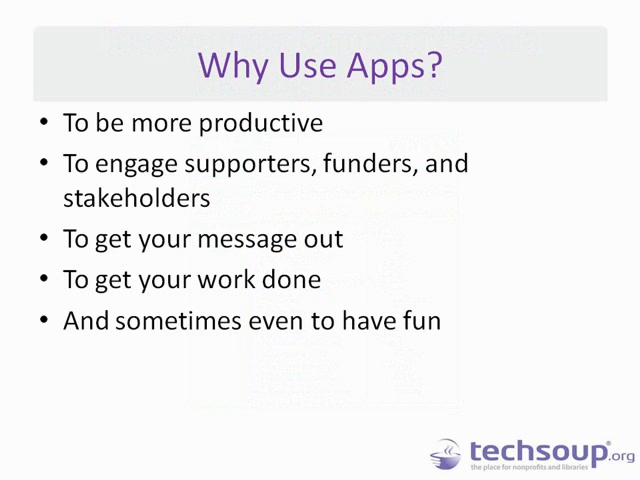 Why Use Apps?
• To be more productive
• To engage supporters, funders, and
stakeholders
• To get your message out
• To get your work done
• And sometimes even to have fun
techsoup®.org
the place for nonprofits and libraries